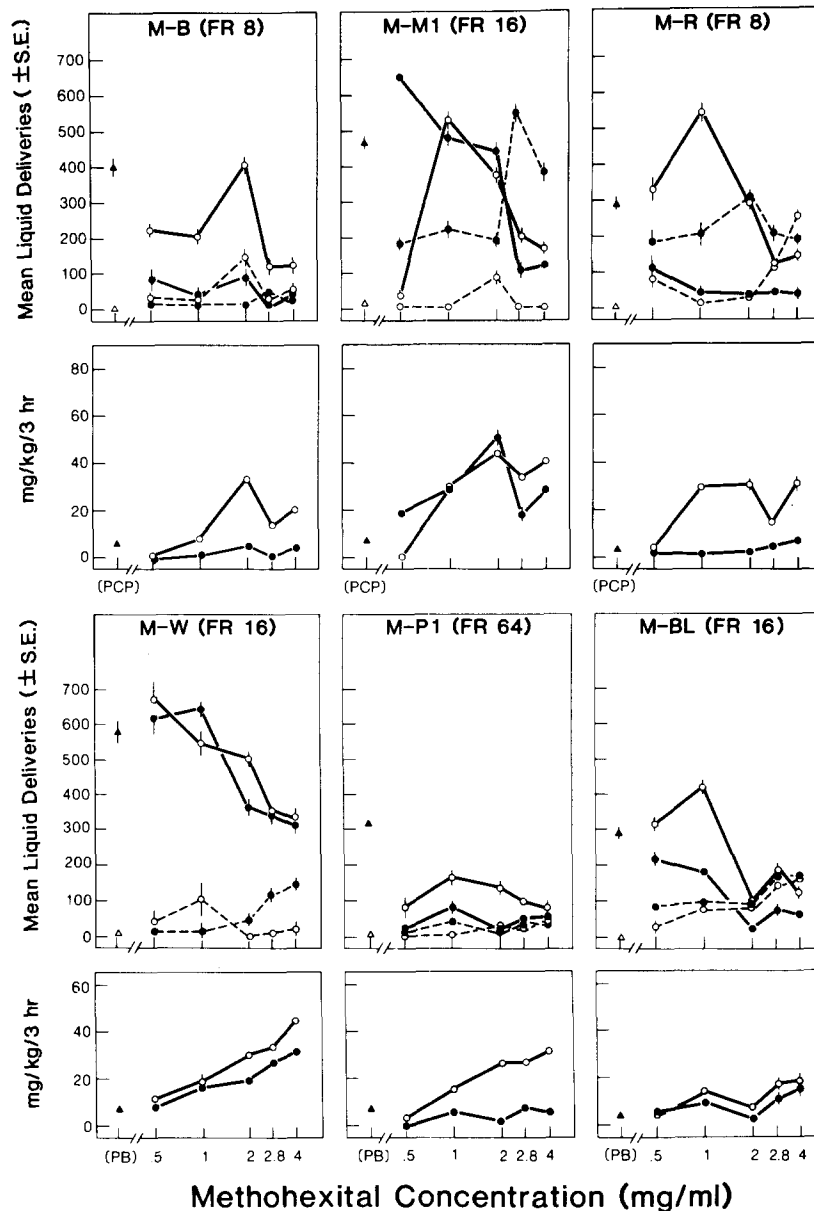 M-B (FR 8)
M-M1 (FR 16)
M-R (FR 8)
Mean Liquid Deliveries (±S.E.)
700
600
500
400
300
200
100
0
mg/kg/3 hr
80
60
40
20
0
(PCP)
(PCP)
(PCP)
M-W (FR 16)
M-P1 (FR 64)
M-BL (FR 16)
Mean Liquid Deliveries (±S.E.)
700
600
500
400
300
200
100
0
mg/kg/3 hr
40
20
0
(PB) .5 1 2 2.8 4
(PB) .5 1 2 2.8 4
(PB) .5 1 2 2.8 4
Methohexital Concentration (mg/ml)